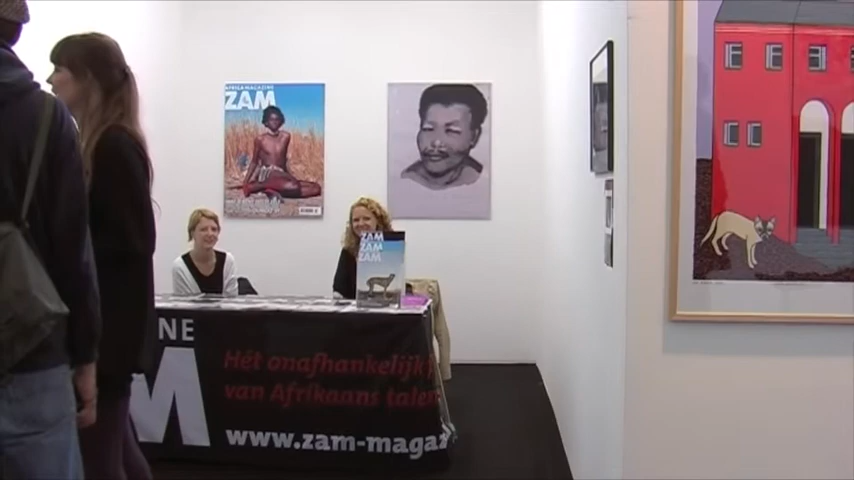 AFRICA MAGAZINE
ZAM
ZAM
ZAM
ZAM
NE
M
Hét onafhankelijk
van Afrikaans talen
www.zam-magaz